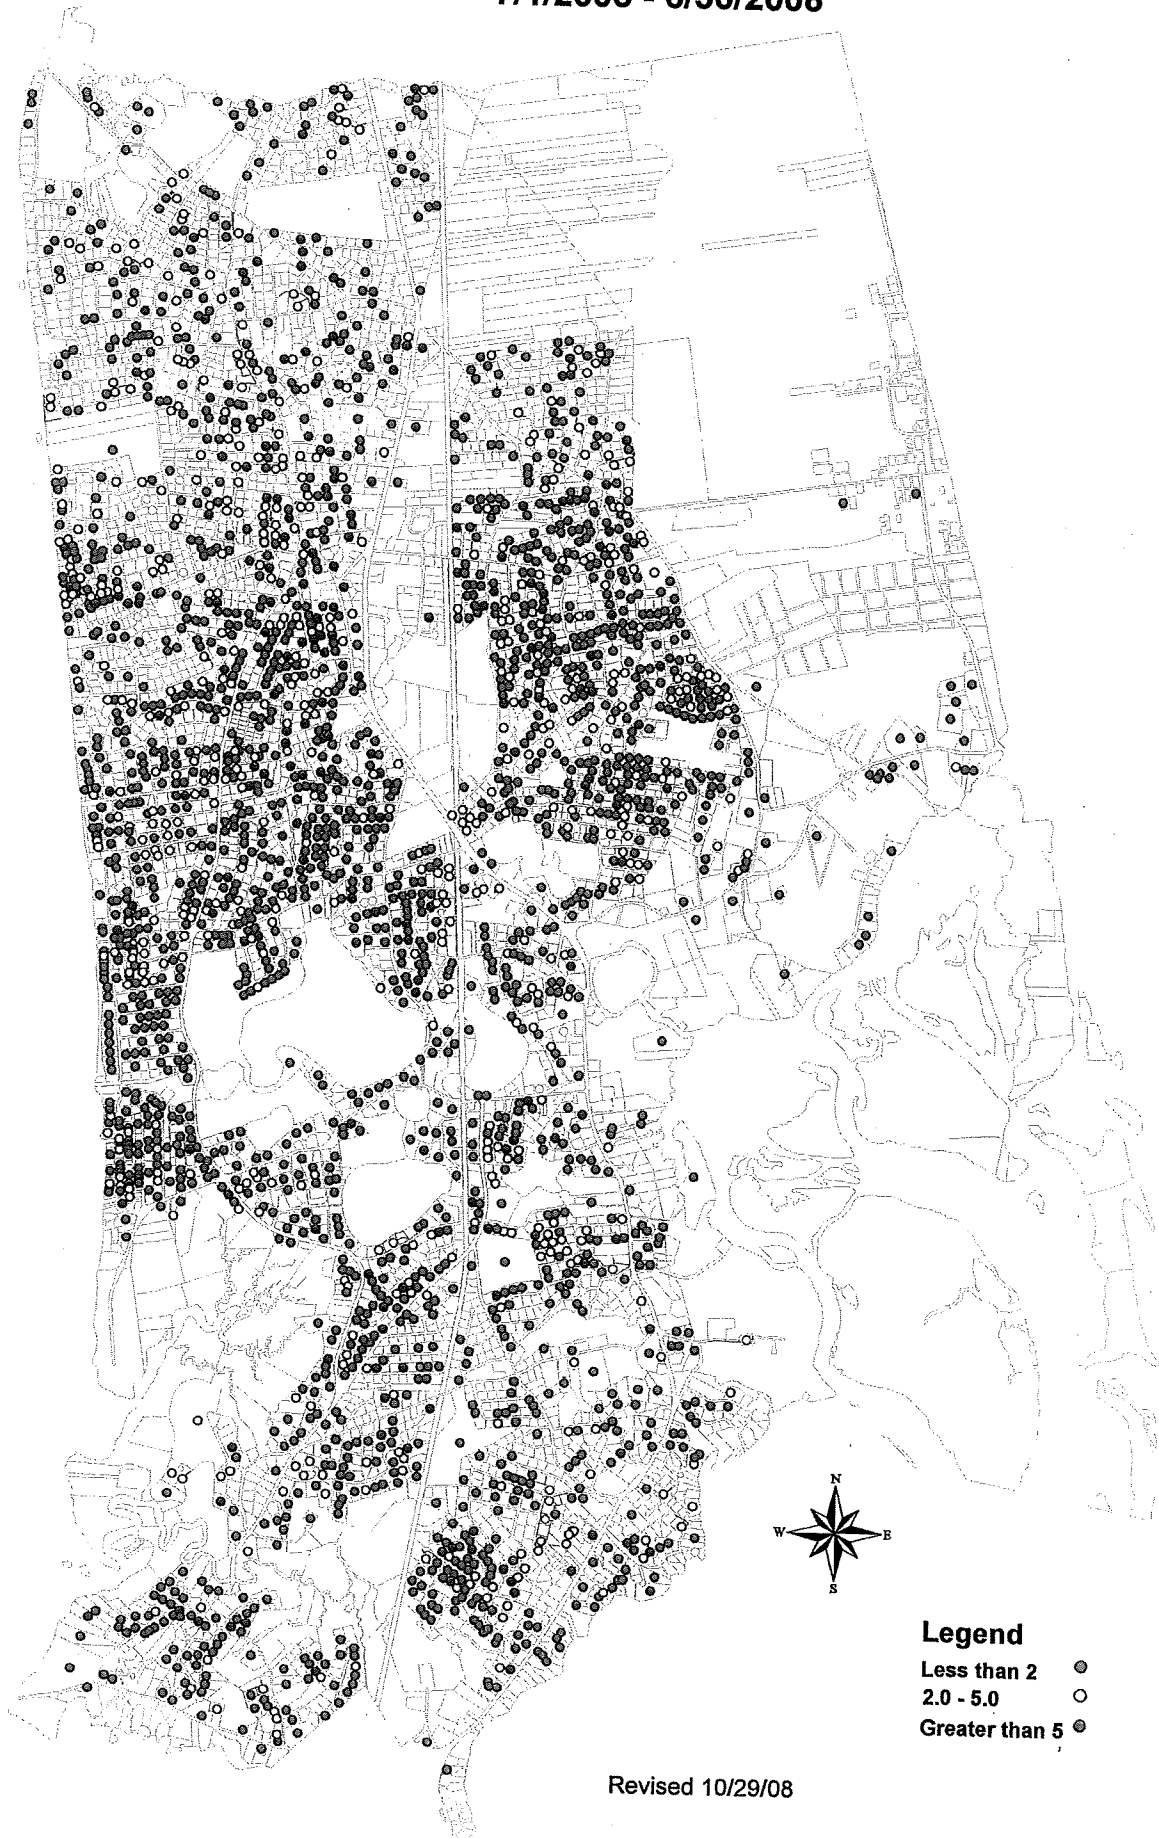 N
W E
S
Legend
Less than 2
2.0 - 5.0
Greater than 5
Revised 10/29/08